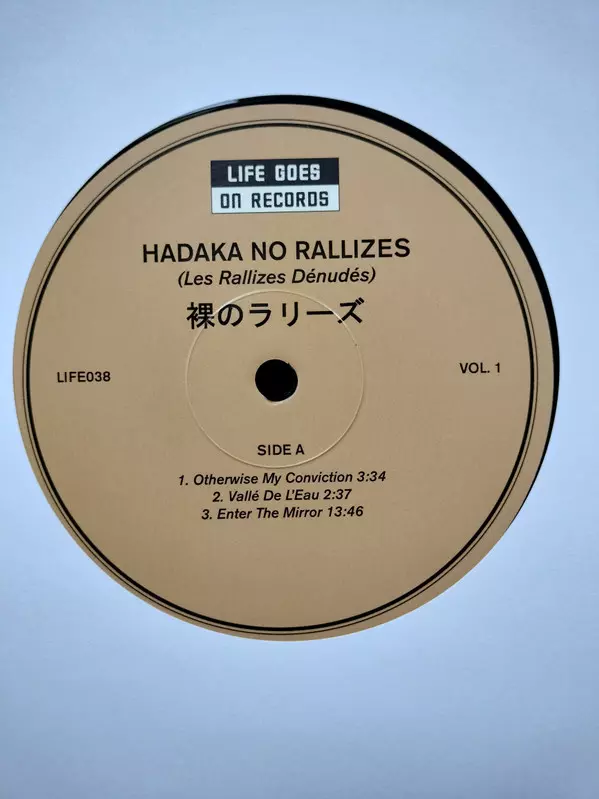 LIFE GOES
ON RECORDS
HADAKA NO RALLIZES
(Les Rallizes Dénudés)
裸のラリーズ
LIFE038
VOL. 1
SIDE A
1. Otherwise My Conviction 3:34
2. Vallé De L'Eau 2:37
3. Enter The Mirror 13:46